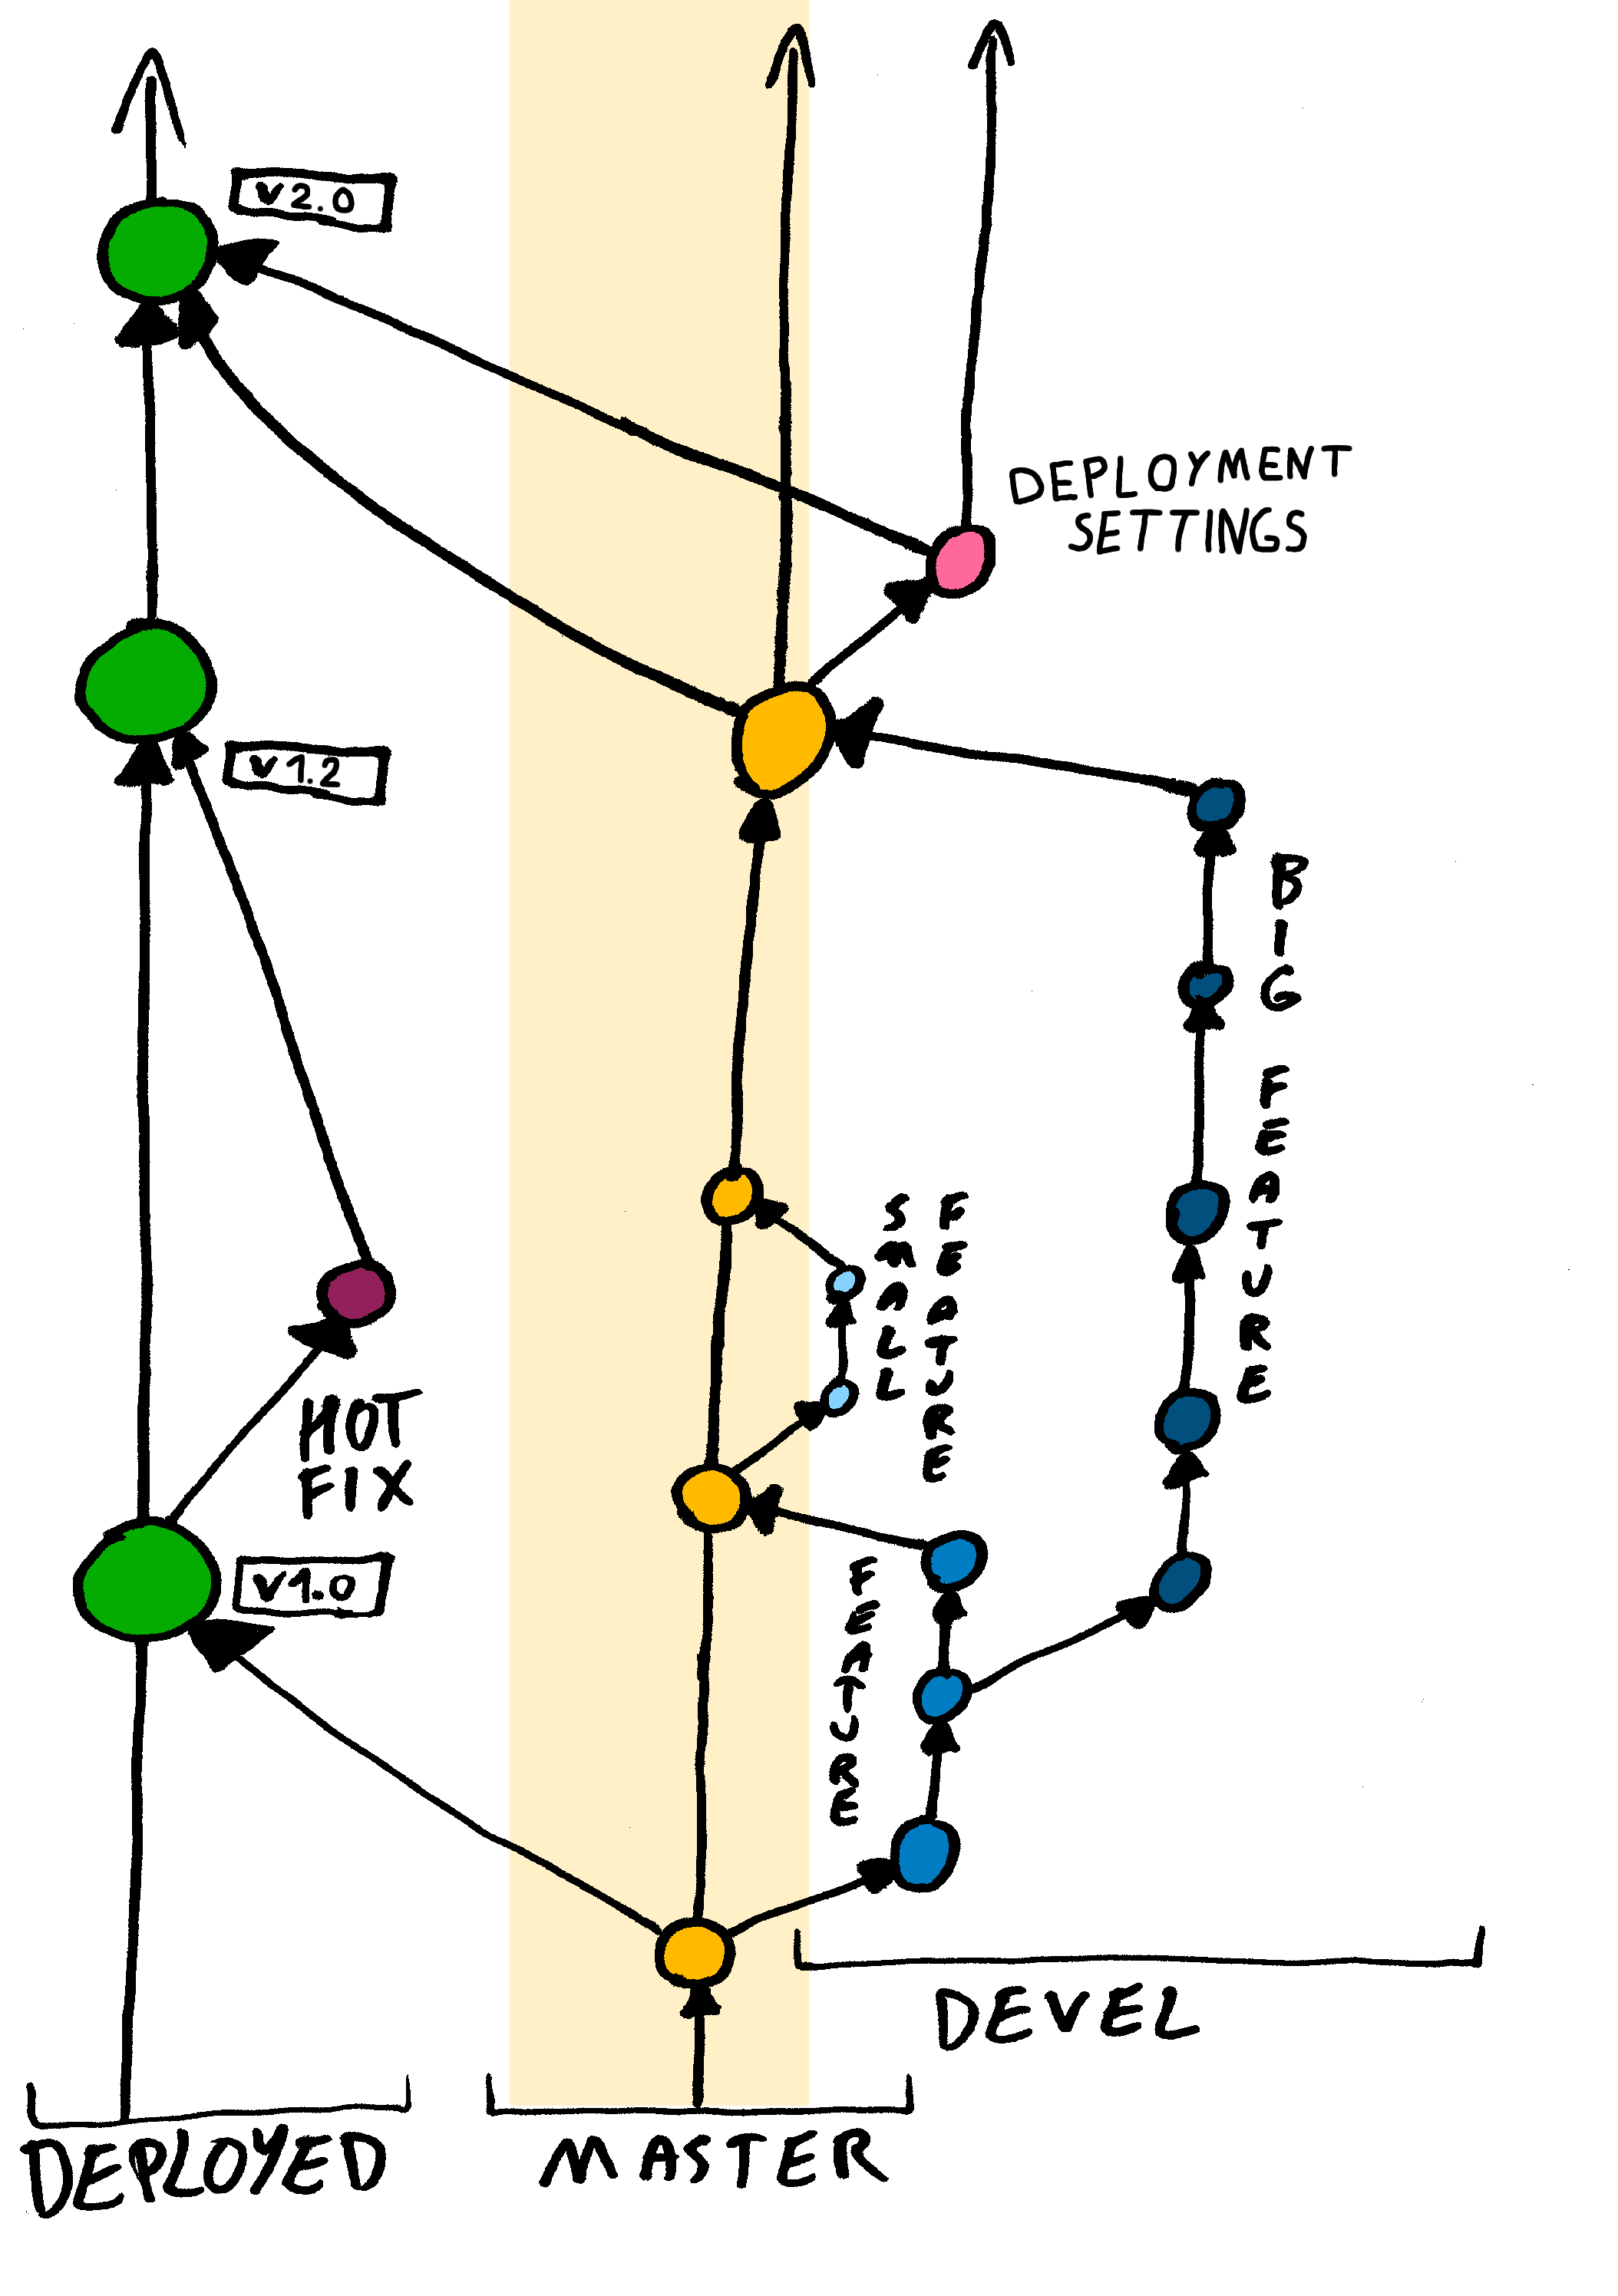 v2.0
DEPLOYMENT
SETTINGS
v1.2
BIG FEATURE
SMALL
FEATURE
HOT
FIX
v1.0
FEATURE
DEVEL
DEPLOYED
MASTER